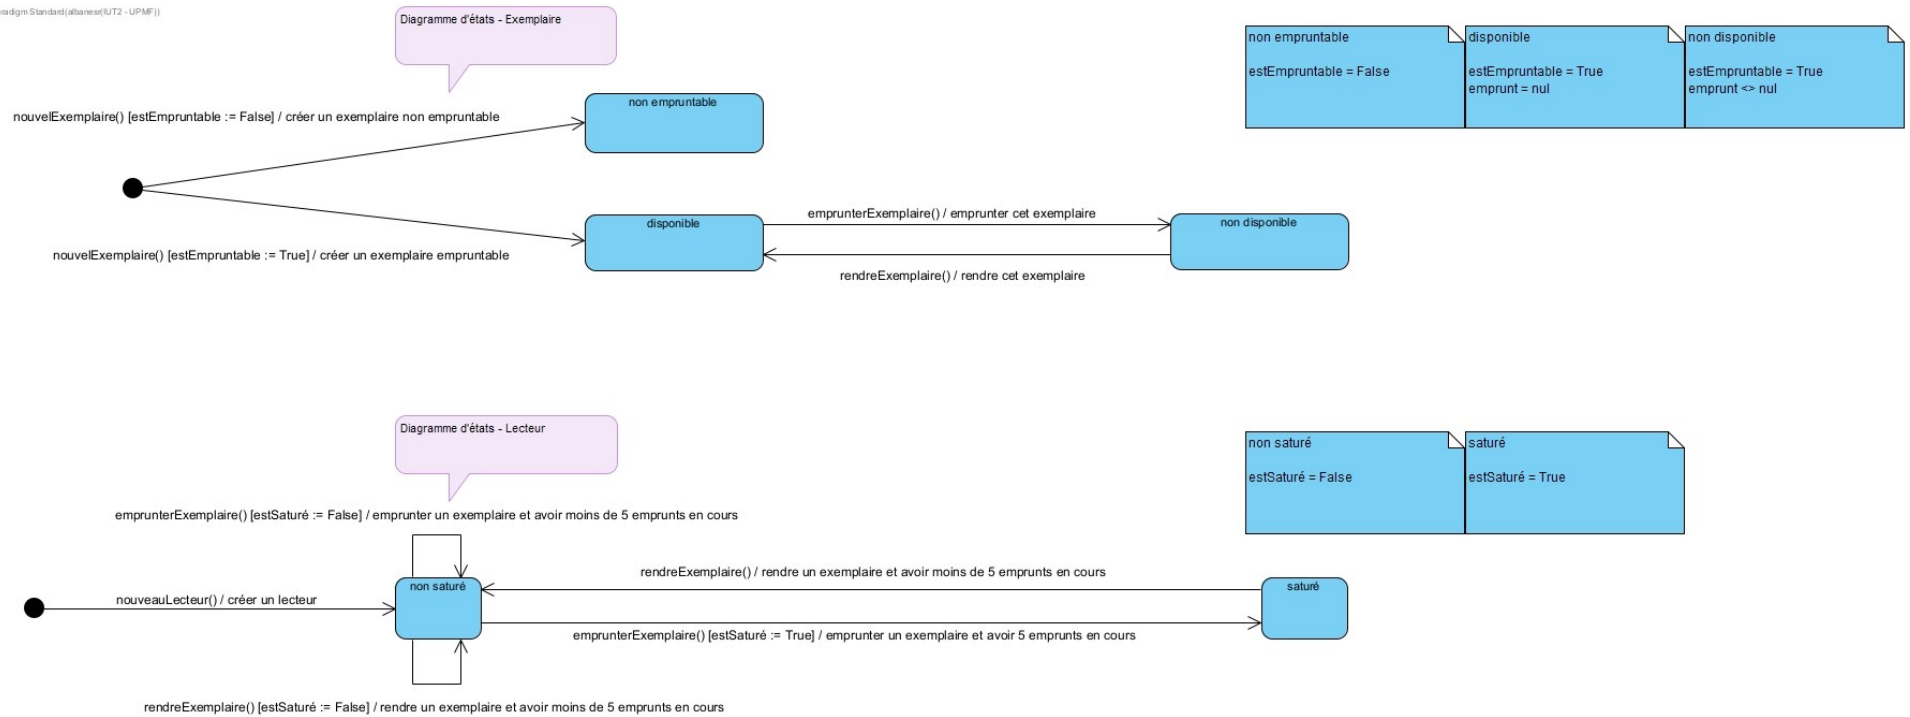 radigm Standard(albanesr(IUT2 - UPMF))
Diagramme d'états - Exemplaire
non empruntable
estEmpruntable = False
disponible
estEmpruntable = True
emprunt = nul
non disponible
estEmpruntable = True
emprunt <> nul
nouvelExemplaire() [estEmpruntable := False] / créer un exemplaire non empruntable
non empruntable
emprunterExemplaire() / emprunter cet exemplaire
disponible
non disponible
nouvelExemplaire() [estEmpruntable := True] / créer un exemplaire empruntable
rendreExemplaire() / rendre cet exemplaire
Diagramme d'états - Lecteur
non saturé
estSaturé = False
saturé
estSaturé = True
emprunterExemplaire() [estSaturé := False] / emprunter un exemplaire et avoir moins de 5 emprunts en cours
rendreExemplaire() / rendre un exemplaire et avoir moins de 5 emprunts en cours
non saturé
saturé
nouveauLecteur() / créer un lecteur
emprunterExemplaire() [estSaturé := True] / emprunter un exemplaire et avoir 5 emprunts en cours
rendreExemplaire() [estSaturé := False] / rendre un exemplaire et avoir moins de 5 emprunts en cours